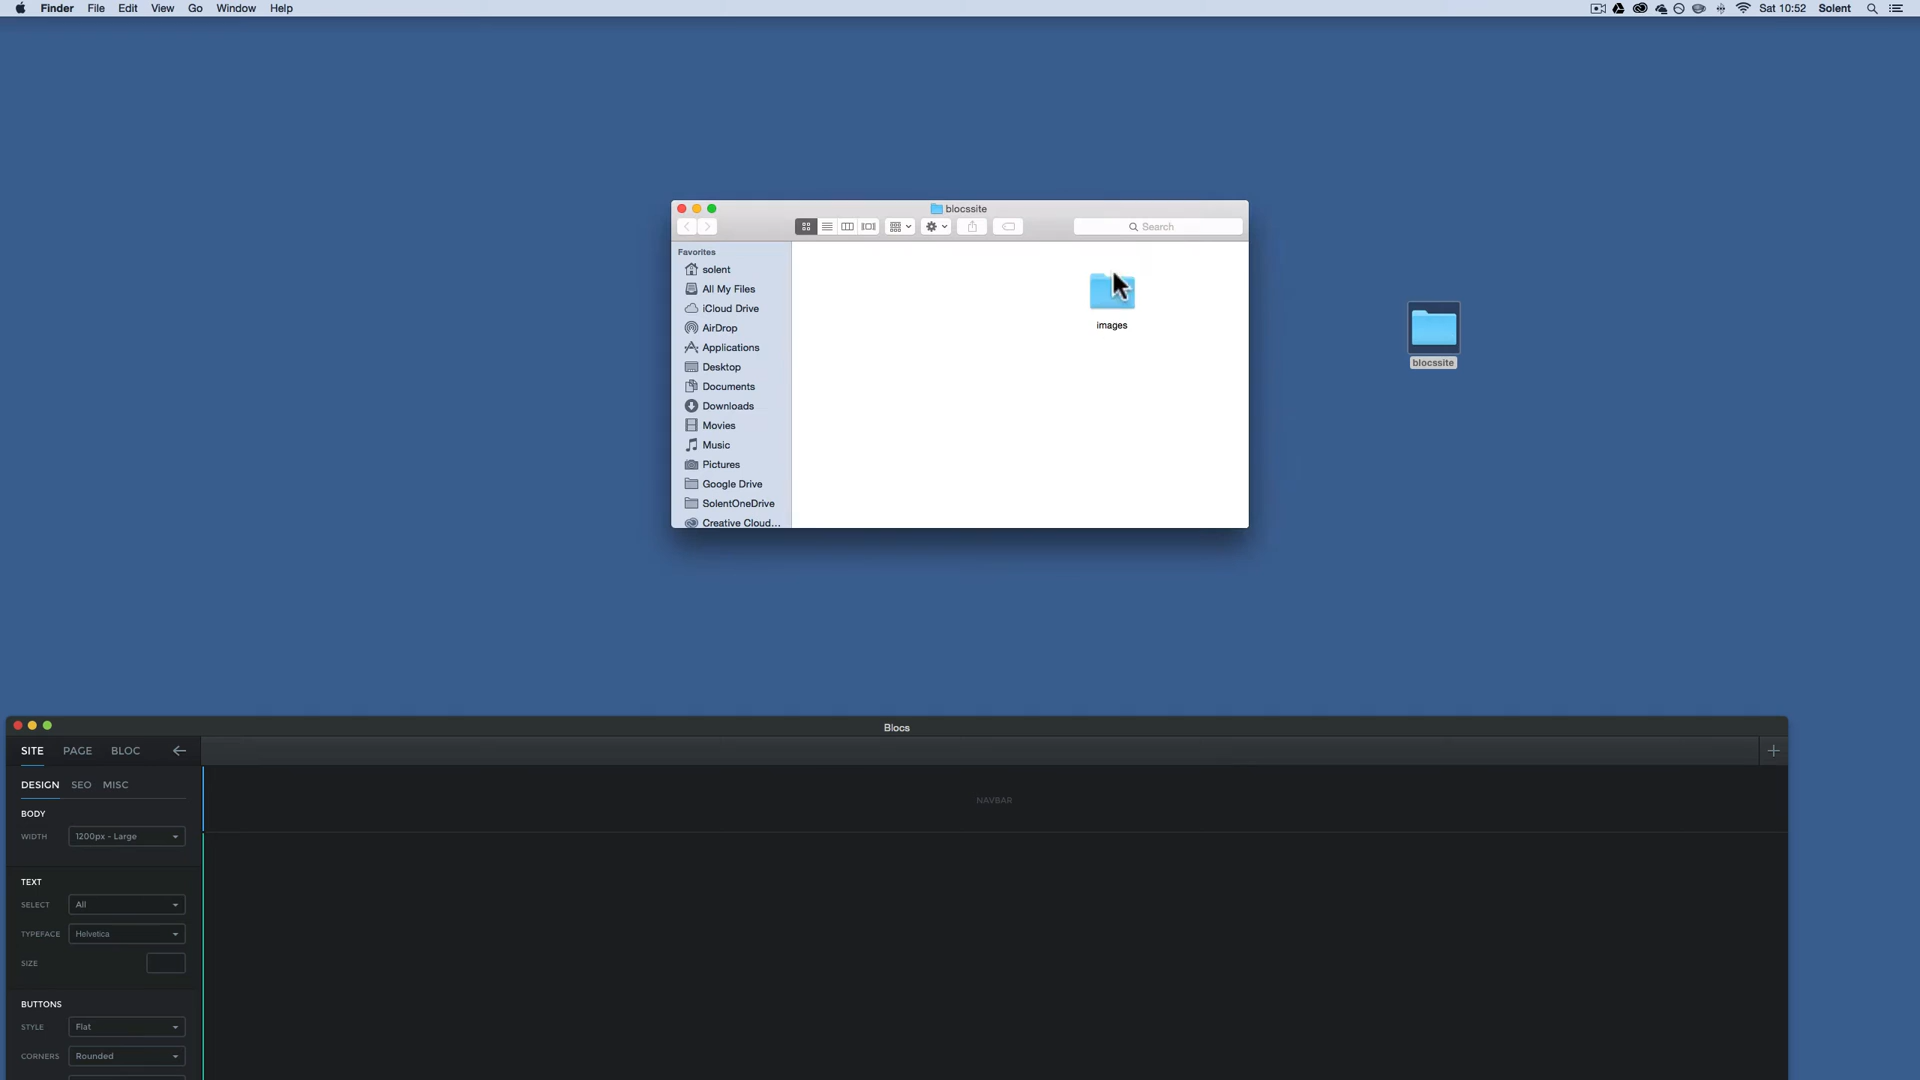 Finder File Edit View Go Window Help Sat 10:52 Solent
blocssite
Search
Favorites
solent
All My Files
iCloud Drive
AirDrop
Applications
Desktop
Documents
Downloads
Movies
Music
Pictures
Google Drive
SolentOneDrive
Creative Cloud...
images
blocssite
Blocs
SITE PAGE BLOC
DESIGN SEO MISC
BODY
WIDTH 1200px - Large
TEXT
SELECT All
TYPEFACE Helvetica
SIZE
BUTTONS
STYLE Flat
CORNERS Rounded
NAVBAR